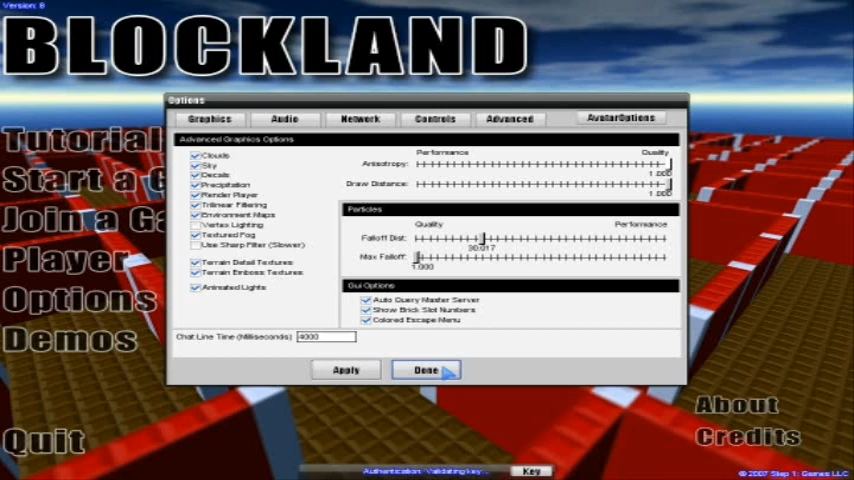 Version: 8
BLOCKLAND
Options
Graphics Audio Network Controls Advanced AvatarOptions
Tutorial
Start a G
Join a Ga
Player
Options
Demos
Quit
Advanced Graphics Options
Clouds
Sky
Decals
Precipitation
Render Player
Trilinear Filtering
Environment Maps
Vertex Lighting
Textured Fog
Use Sharp Filter (Slower)
Terrain Detail Textures
Terrain Emboss Textures
Animated Lights
Performance Quality
Anisotropy:
1.000
Draw Distance:
1.000
Particles
Quality Performance
Falloff Dist:
30.017
Max Falloff:
1.000
Gui Options
Auto Query Master Server
Show Brick Slot Numbers
Colored Escape Menu
Chat Line Time (Milliseconds) 4000
Apply Done
About
Credits
Authentication: Validating key... Key
© 2007 Step 1: Games LLC